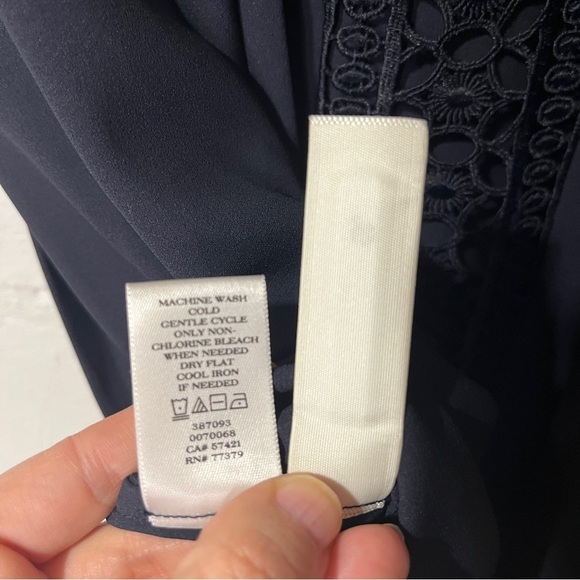 MACHINE WASH
COLD
GENTLE CYCLE
ONLY NON-
CHLORINE BLEACH
WHEN NEEDED
DRY FLAT
COOL IRON
IF NEEDED
387093
0070068
CA# 57421
RN# 77379